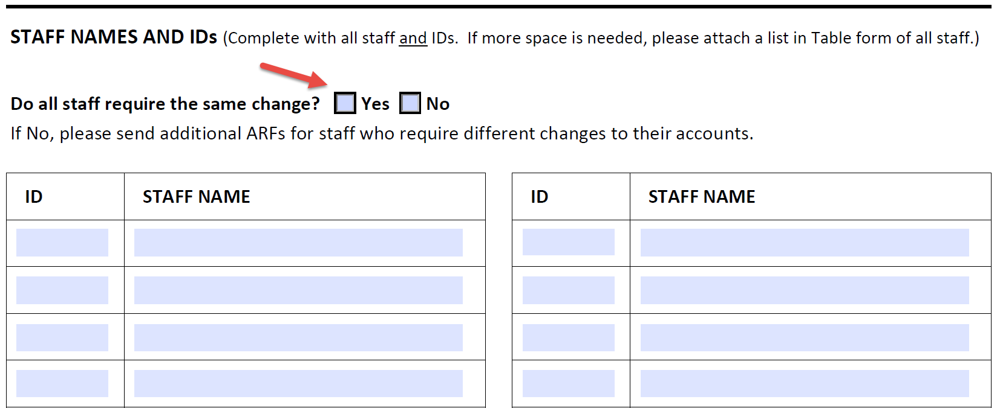 STAFF NAMES AND IDs (Complete with all staff and IDs.  If more space is needed, please attach a list in Table form of all staff.)
Do all staff require the same change? Yes No
If No, please send additional ARFs for staff who require different changes to their accounts.
ID STAFF NAME ID STAFF NAME